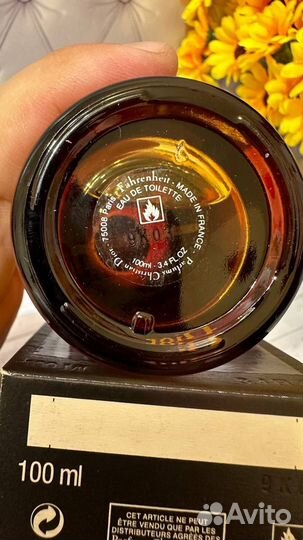 Fahrenheit - MADE IN FRANCE
EAU DE TOILETTE
100ml - 3.4 FL.OZ
Parfums Christian Dior 75008 Paris
100 ml
9 K
CET ARTICLE NE PEUT
ÊTRE VENDU QUE PAR LES
DISTRIBUTEURS AGRÉÉS DES
Avito